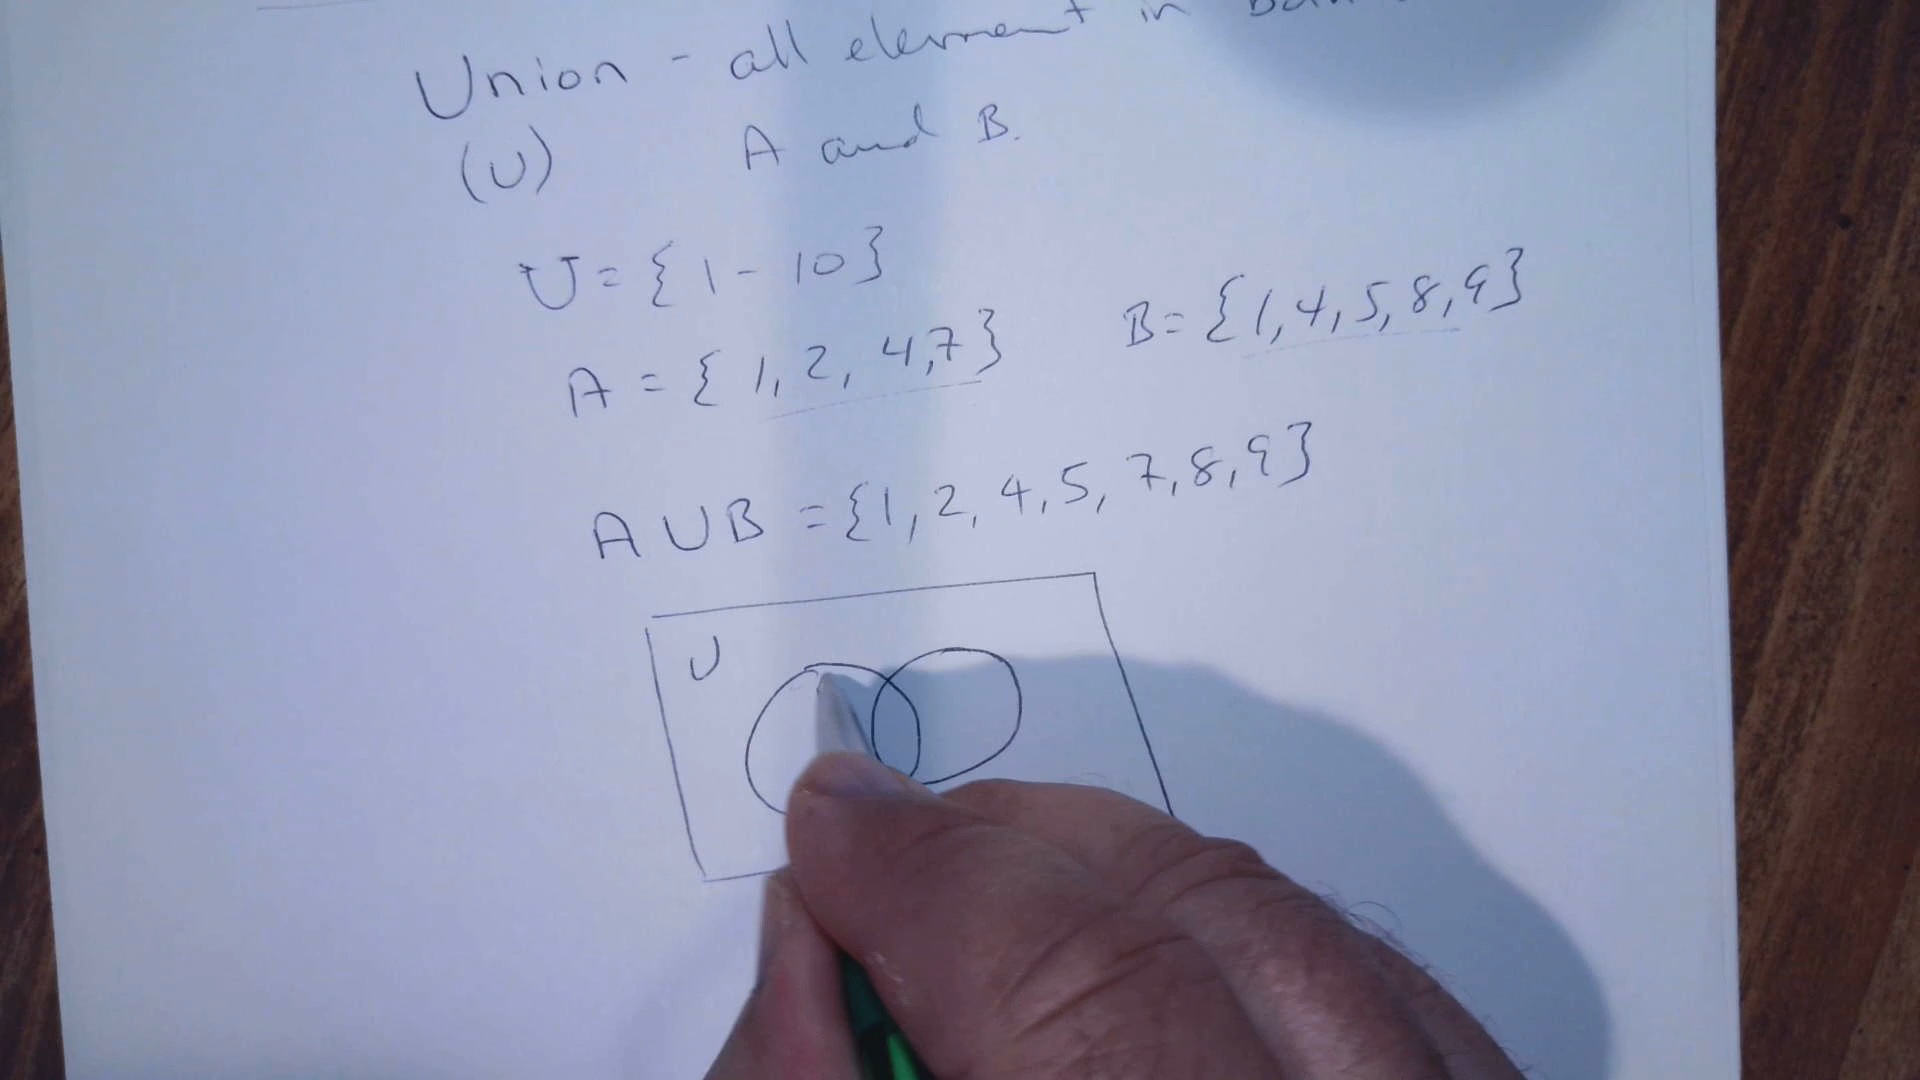 Union - all element in
(U) A and B.
U = { 1 - 10 }
A = { 1, 2, 4,7 } B= { 1, 4, 5, 8, 9 }
A U B = { 1, 2, 4, 5, 7, 8, 9 }
U